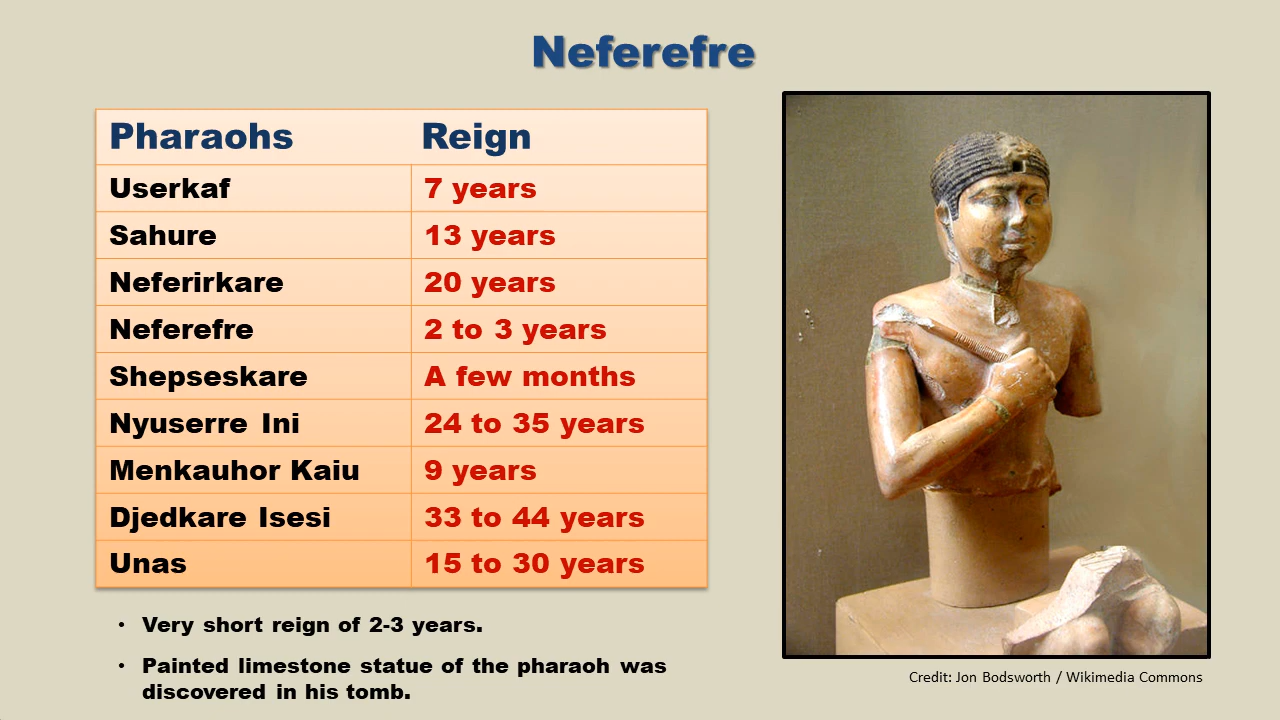 Neferefre
Pharaohs Reign
Userkaf 7 years
Sahure 13 years
Neferirkare 20 years
Neferefre 2 to 3 years
Shepseskare A few months
Nyuserre Ini 24 to 35 years
Menkauhor Kaiu 9 years
Djedkare Isesi 33 to 44 years
Unas 15 to 30 years
• Very short reign of 2-3 years.
• Painted limestone statue of the pharaoh was
discovered in his tomb.
Credit: Jon Bodsworth / Wikimedia Commons